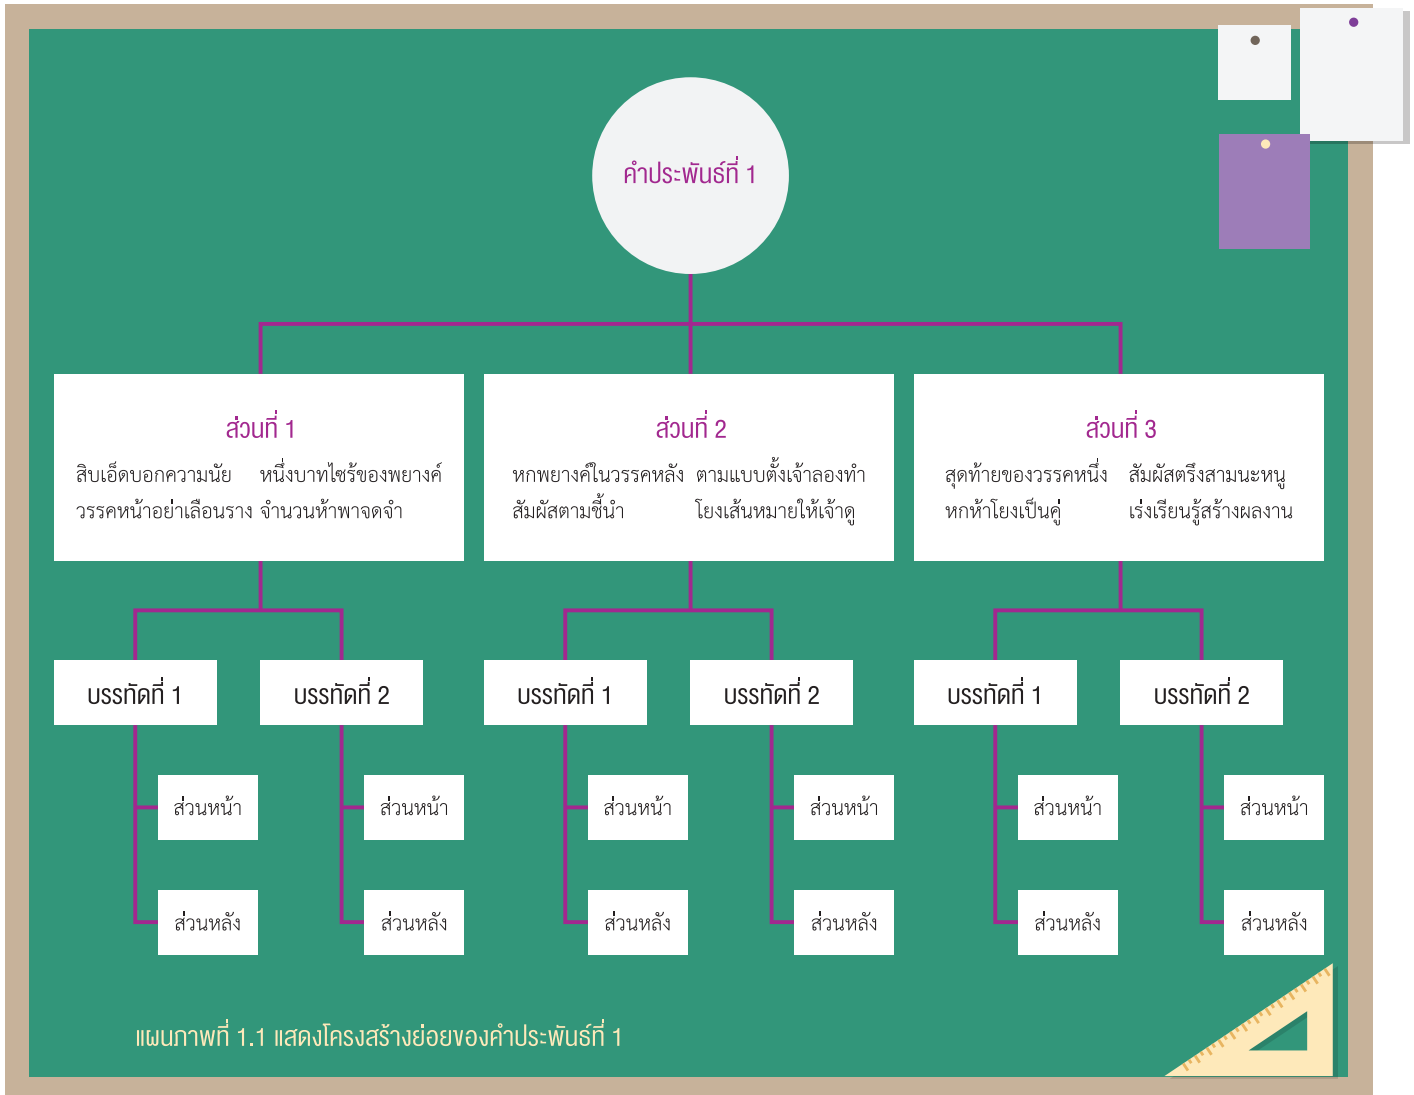 คำประพันธ์ที่ 1
ส่วนที่ 1
สิบเอ็ดบอกความนัย หนึ่งบาทไซร้ของพยางค์
วรรคหน้าอย่าเลือนราง จำนวนห้าพาจดจำ
ส่วนที่ 2
หกพยางค์ในวรรคหลัง ตามแบบตั้งเจ้าลองทำ
สัมผัสตามชี้นำ โยงเส้นหมายให้เจ้าดู
ส่วนที่ 3
สุดท้ายของวรรคหนึ่ง สัมผัสตรึงสามนะหนู
หกห้าโยงเป็นคู่ เร่งเรียนรู้สร้างผลงาน
บรรทัดที่ 1
บรรทัดที่ 2
บรรทัดที่ 1
บรรทัดที่ 2
บรรทัดที่ 1
บรรทัดที่ 2
ส่วนหน้า
ส่วนหน้า
ส่วนหน้า
ส่วนหน้า
ส่วนหน้า
ส่วนหน้า
ส่วนหลัง
ส่วนหลัง
ส่วนหลัง
ส่วนหลัง
ส่วนหลัง
ส่วนหลัง
แผนภาพที่ 1.1 แสดงโครงสร้างย่อยของคำประพันธ์ที่ 1